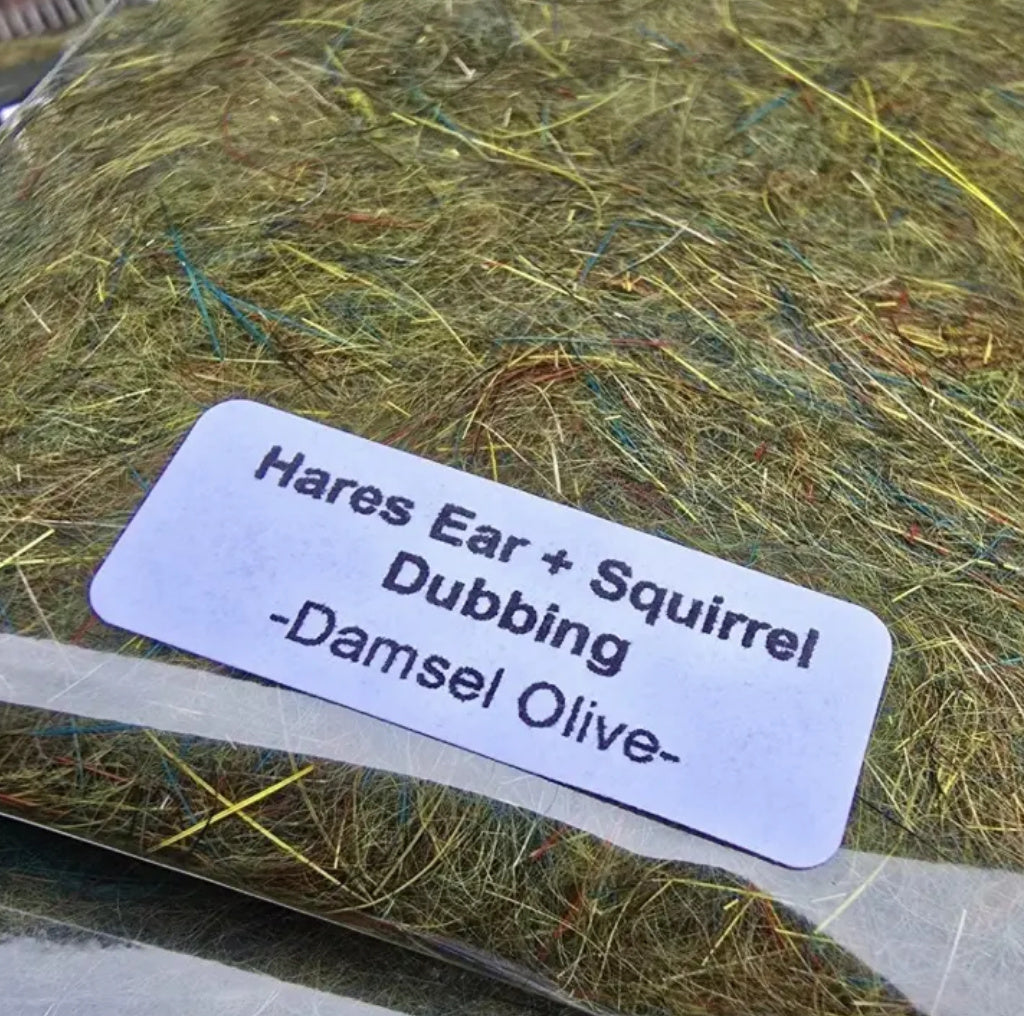 Hares Ear + Squirrel
Dubbing
-Damsel Olive-